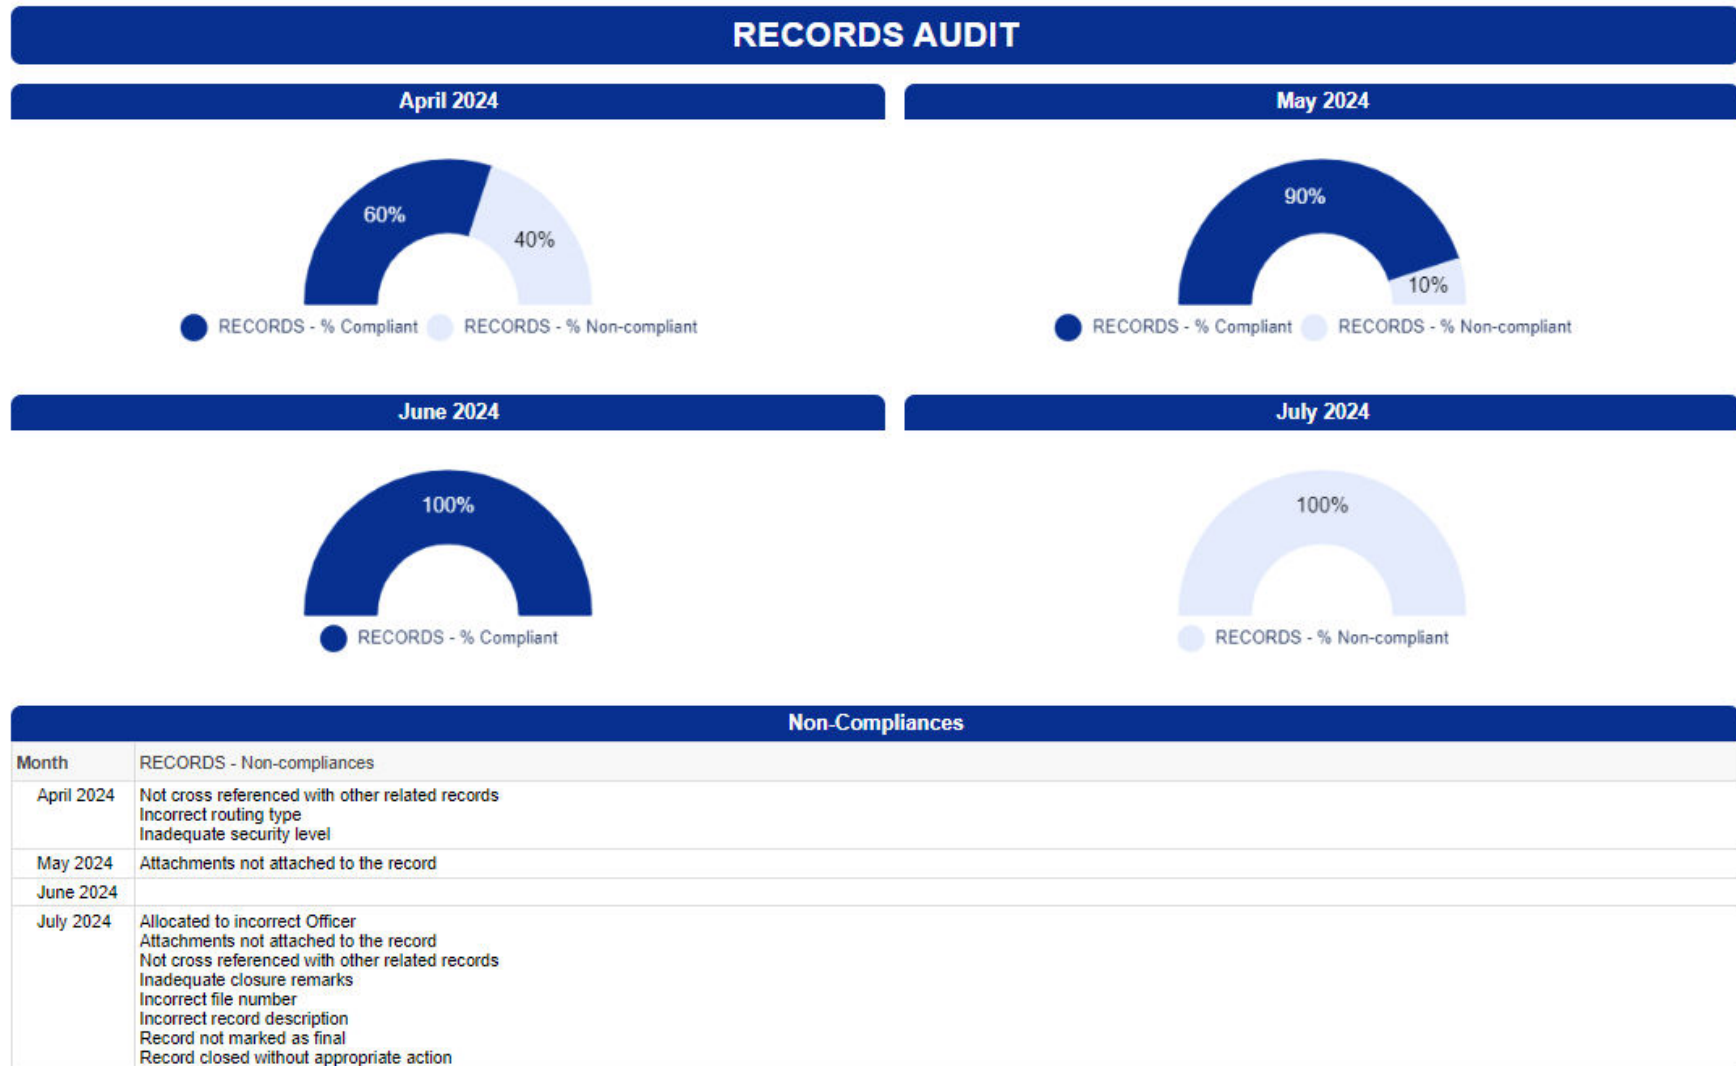 RECORDS AUDIT
April 2024
60%
40%
RECORDS - % Compliant RECORDS - % Non-compliant
May 2024
90%
10%
RECORDS - % Compliant RECORDS - % Non-compliant
June 2024
100%
RECORDS - % Compliant
July 2024
100%
RECORDS - % Non-compliant
Non-Compliances
Month RECORDS - Non-compliances
April 2024 Not cross referenced with other related records
Incorrect routing type
Inadequate security level
May 2024 Attachments not attached to the record
June 2024
July 2024 Allocated to incorrect Officer
Attachments not attached to the record
Not cross referenced with other related records
Inadequate closure remarks
Incorrect file number
Incorrect record description
Record not marked as final
Record closed without appropriate action